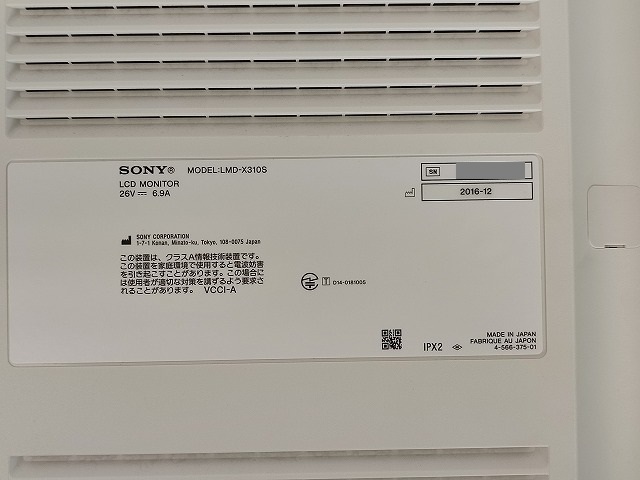 SONY® MODEL:LMD-X310S
LCD MONITOR
26V ⎓ 6.9A
SN
2016-12
SONY CORPORATION
1-7-1 Konan, Minato-ku, Tokyo, 108-0075 Japan
この装置は、クラスA情報技術装置です。
この装置を家庭環境で使用すると電波妨害
を引き起こすことがあります。この場合に
は使用者が適切な対策を講ずるよう要求さ
れることがあります。 VCCI-A
T D14-0181005
IPX2
MADE IN JAPAN
FABRIQUE AU JAPON
4-566-375-01